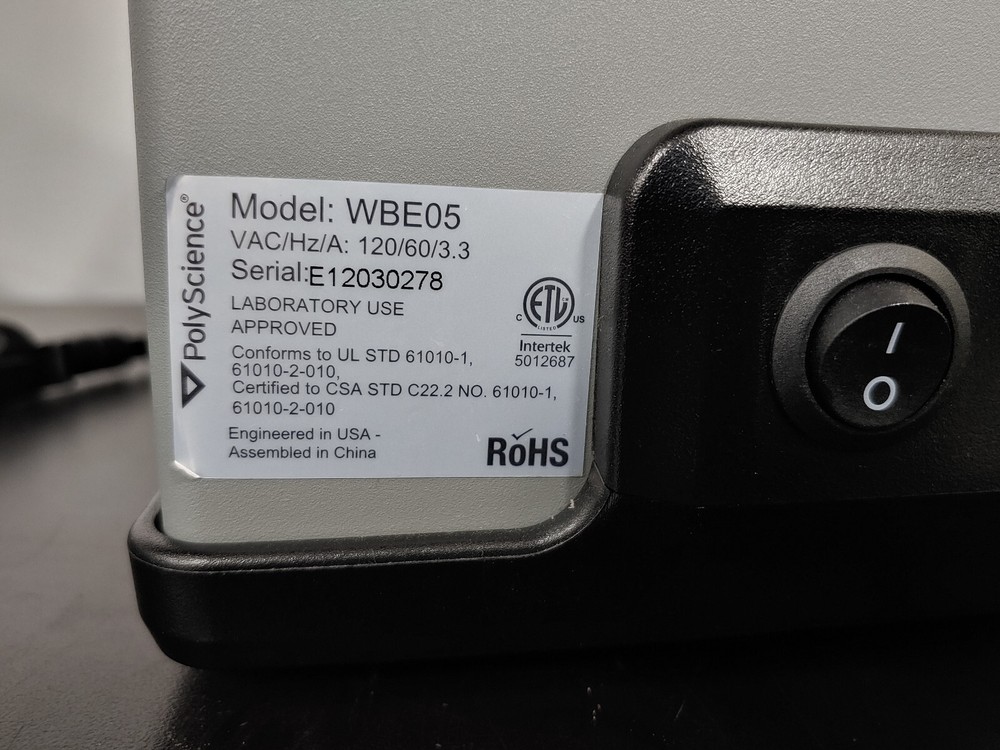 PolyScience®
Model: WBE05
VAC/Hz/A: 120/60/3.3
Serial:E12030278
LABORATORY USE
APPROVED
Conforms to UL STD 61010-1,
61010-2-010,
Certified to CSA STD C22.2 NO. 61010-1,
61010-2-010
Engineered in USA -
Assembled in China
ETL
C US
LISTED
Intertek
5012687
RoHS
I
O